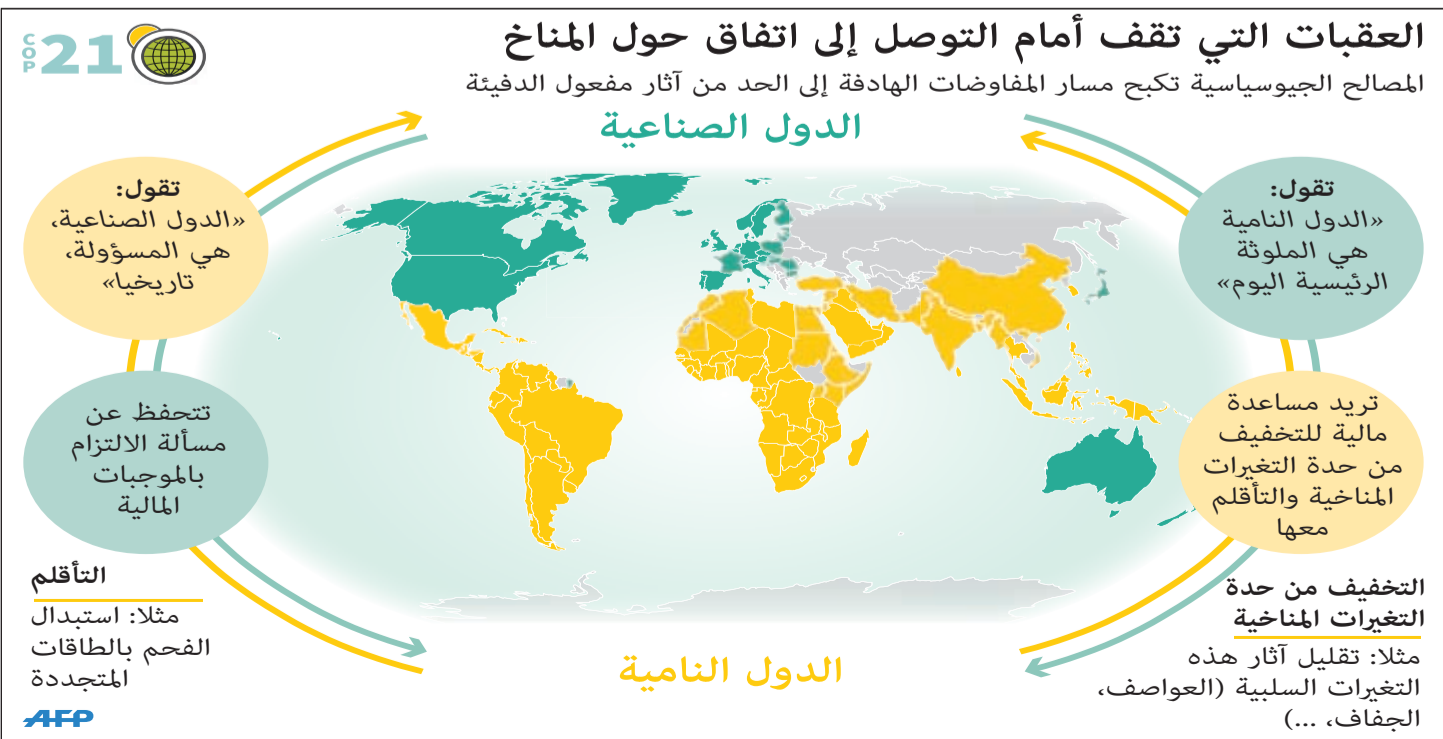 العقبات التي تقف أمام التوصل إلى اتفاق حول المناخ
المصالح الجيوسياسية تكبح مسار المفاوضات الهادفة إلى الحد من آثار مفعول الدفيئة
COP 21
الدول الصناعية
تقول:
«الدول النامية
هي الملوثة
الرئيسية اليوم»
تقول:
«الدول الصناعية،
هي المسؤولة،
تاريخيا»
تريد مساعدة
مالية للتخفيف
من حدة التغيرات
المناخية والتأقلم
معها
تتحفظ عن
مسألة الالتزام
بالموجبات
المالية
الدول النامية
التخفيف من حدة
التغيرات المناخية
مثلا: تقليل آثار هذه
التغيرات السلبية (العواصف،
الجفاف، ...)
التأقلم
مثلا: استبدال
الفحم بالطاقات
المتجددة
AFP